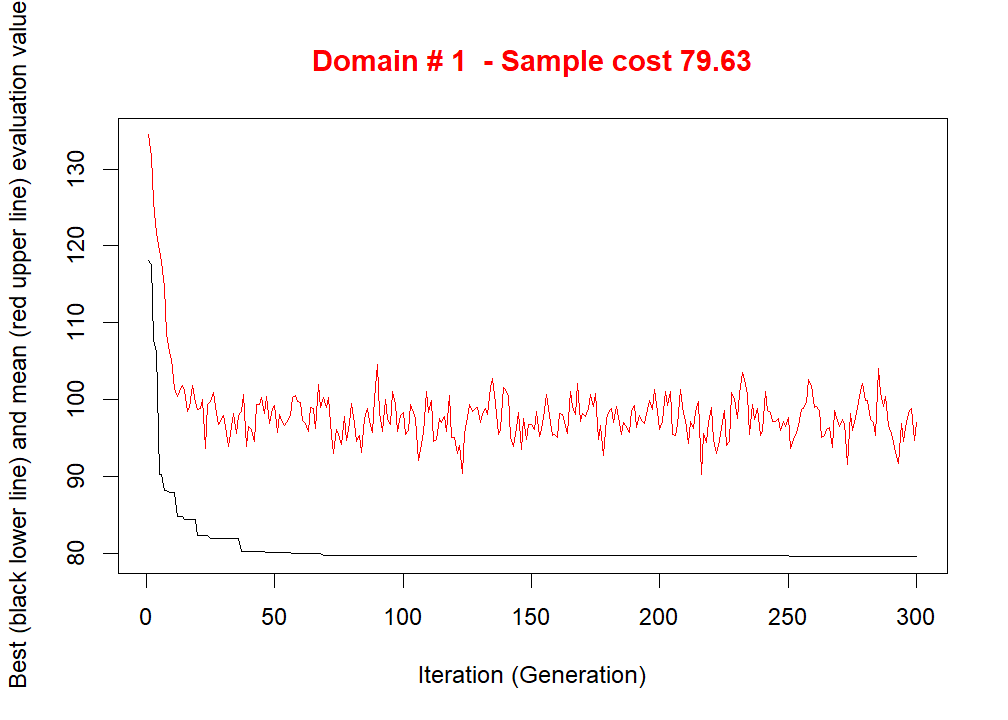 Domain # 1  - Sample cost 79.63
Best (black lower line) and mean (red upper line) evaluation value
130
120
110
100
90
80
0 50 100 150 200 250 300
Iteration (Generation)